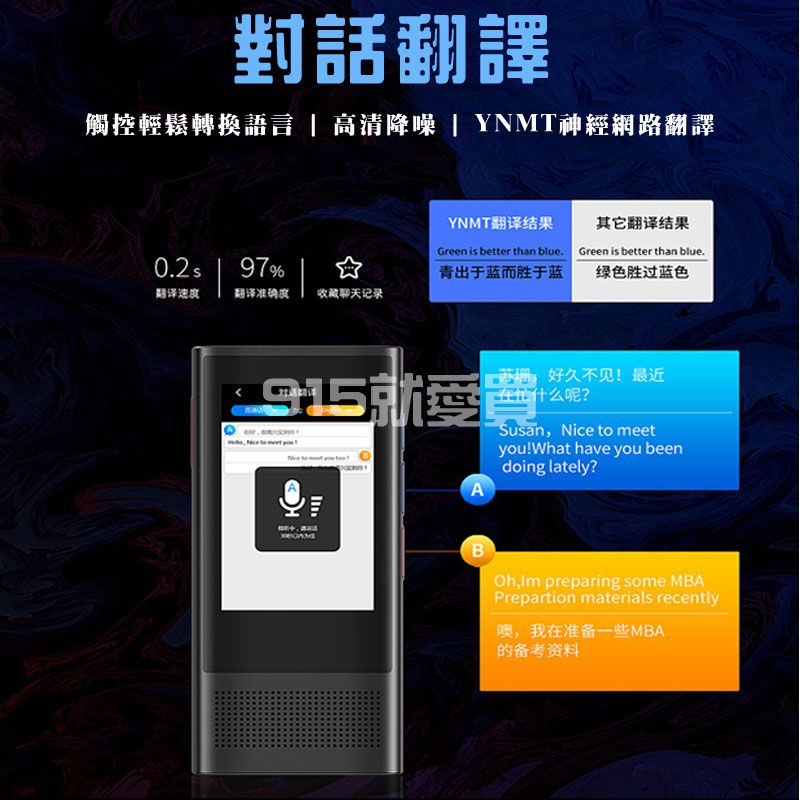 對話翻譯
觸控輕鬆轉換語言 | 高清降噪 | YNMT神經網路翻譯
YNMT翻译结果
Green is better than blue.
青出于蓝而胜于蓝
其它翻译结果
Green is better than blue.
绿色胜过蓝色
0.2s
翻译速度
97%
翻译准确度
收藏聊天记录
915就愛買
对话翻译
A
Hello, Nice to meet you!
Nice to meet you too!
B
A
苏珊，好久不见！最近
在忙什么呢？
Susan，Nice to meet
you!What have you been
doing lately?
A
B
Oh,Im preparing some MBA
Prepartion materials recently
噢，我在准备一些MBA
的备考资料